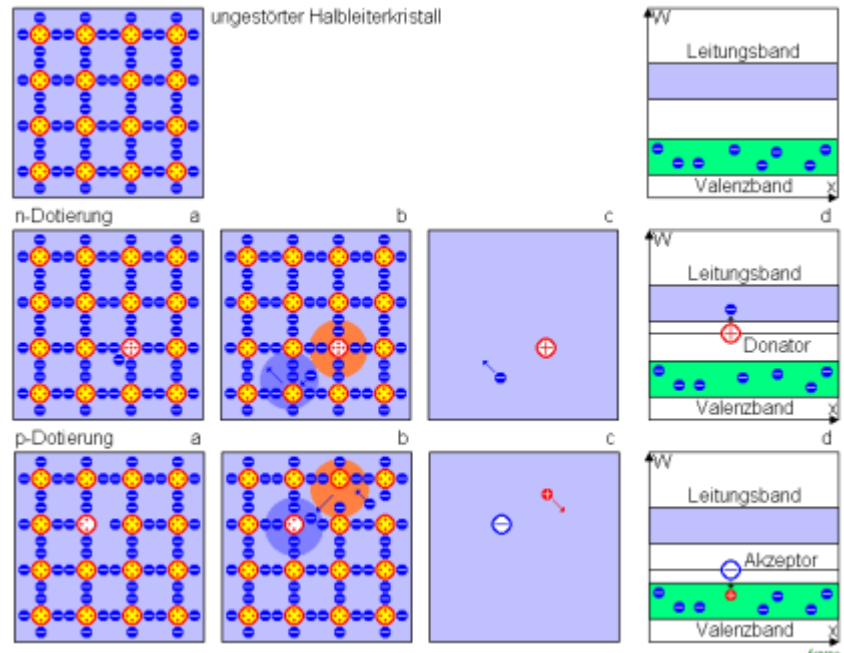 ungestörter Halbleiterkristall
W
Leitungsband
Valenzband
x
n-Dotierung a b c d
W
Leitungsband
Donator
Valenzband
x
p-Dotierung a b c d
W
Leitungsband
Akzeptor
Valenzband
x